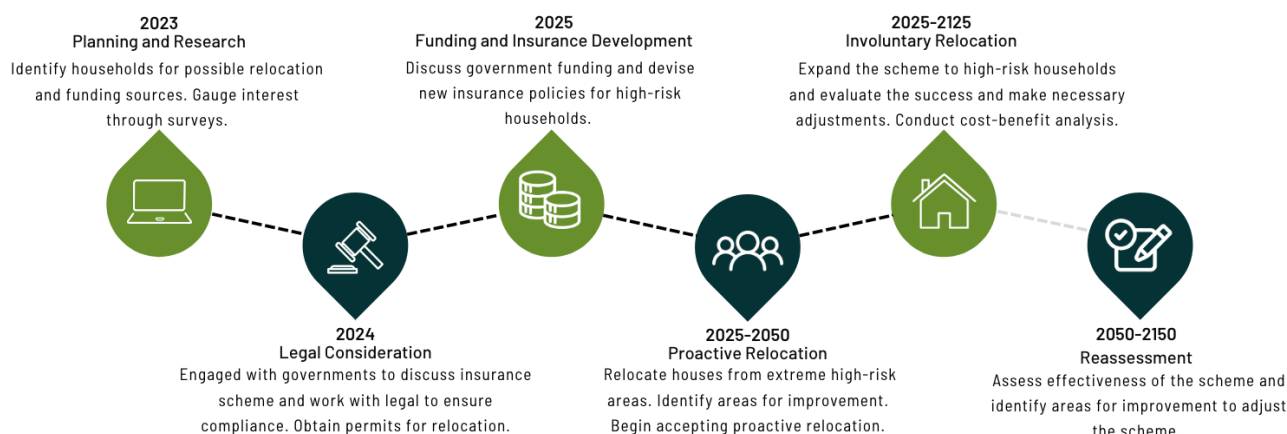 2023
Planning and Research
Identify households for possible relocation
and funding sources. Gauge interest
through surveys.
2024
Legal Consideration
Engaged with governments to discuss insurance
scheme and work with legal to ensure
compliance. Obtain permits for relocation.
2025
Funding and Insurance Development
Discuss government funding and devise
new insurance policies for high-risk
households.
2025-2050
Proactive Relocation
Relocate houses from extreme high-risk
areas. Identify areas for improvement.
Begin accepting proactive relocation.
2025-2125
Involuntary Relocation
Expand the scheme to high-risk households
and evaluate the success and make necessary
adjustments. Conduct cost-benefit analysis.
2050-2150
Reassessment
Assess effectiveness of the scheme and
identify areas for improvement to adjust
the scheme